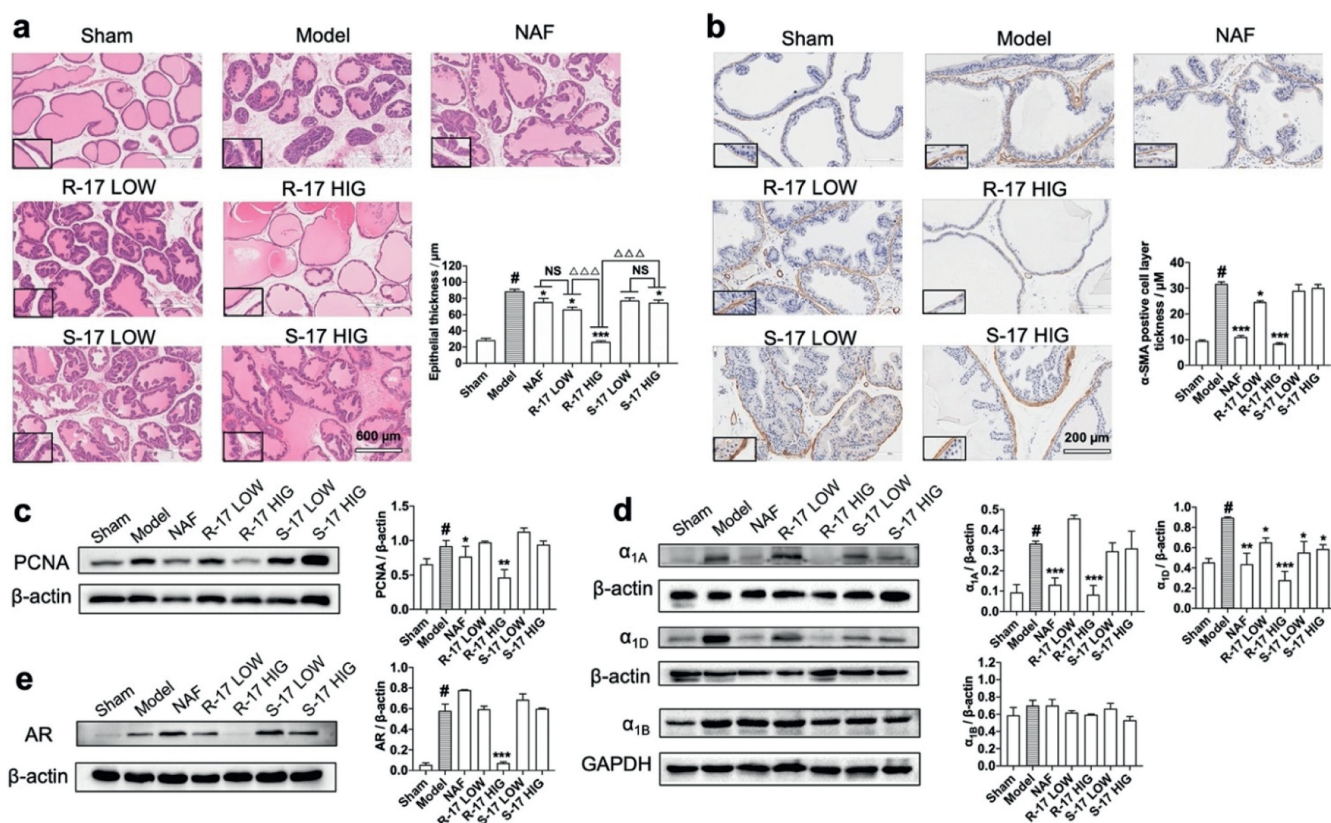 a
Sham
Model
NAF
R-17 LOW
R-17 HIG
S-17 LOW
S-17 HIG
600 µm
Epithelial thickness / µm
120
100
80
60
40
20
0
#
*
NS
*
△△△
***
△△△
NS
*
Sham
Model
NAF
R-17 LOW
R-17 HIG
S-17 LOW
S-17 HIG
b
Sham
Model
NAF
R-17 LOW
R-17 HIG
S-17 LOW
S-17 HIG
200 µm
α-SMA postive cell layer
tickness / µM
40
30
20
10
0
#
***
*
***
Sham
Model
NAF
R-17 LOW
R-17 HIG
S-17 LOW
S-17 HIG
c
Sham
Model
NAF
R-17 LOW
R-17 HIG
S-17 LOW
S-17 HIG
PCNA
β-actin
PCNA / β-actin
1.5
1.0
0.5
0.0
#
*
**
Sham
Model
NAF
R-17 LOW
R-17 HIG
S-17 LOW
S-17 HIG
d
Sham
Model
NAF
R-17 LOW
R-17 HIG
S-17 LOW
S-17 HIG
α1A
β-actin
α1D
β-actin
α1B
GAPDH
α1A / β-actin
0.5
0.4
0.3
0.2
0.1
0.0
#
***
***
Sham
Model
NAF
R-17 LOW
R-17 HIG
S-17 LOW
S-17 HIG
α1D / β-actin
1.0
0.8
0.6
0.4
0.2
0.0
#
**
*
***
*
*
Sham
Model
NAF
R-17 LOW
R-17 HIG
S-17 LOW
S-17 HIG
α1B / β-actin
1.0
0.8
0.6
0.4
0.2
0.0
Sham
Model
NAF
R-17 LOW
R-17 HIG
S-17 LOW
S-17 HIG
e
Sham
Model
NAF
R-17 LOW
R-17 HIG
S-17 LOW
S-17 HIG
AR
β-actin
AR / β-actin
0.9
0.6
0.3
0.0
#
***
Sham
Model
NAF
R-17 LOW
R-17 HIG
S-17 LOW
S-17 HIG